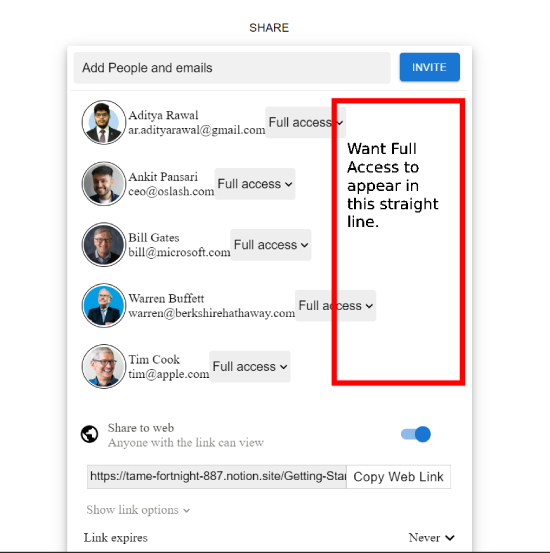 SHARE
Add People and emails
INVITE
Aditya Rawal
ar.adityarawal@gmail.com
Full access
Want Full
Access to
appear in
this straight
line.
Ankit Pansari
ceo@oslash.com
Full access
Bill Gates
bill@microsoft.com
Full access
Warren Buffett
warren@berkshirehathaway.com
Full access
Tim Cook
tim@apple.com
Full access
Share to web
Anyone with the link can view
https://tame-fortnight-887.notion.site/Getting-Star
Copy Web Link
Show link options
Link expires
Never